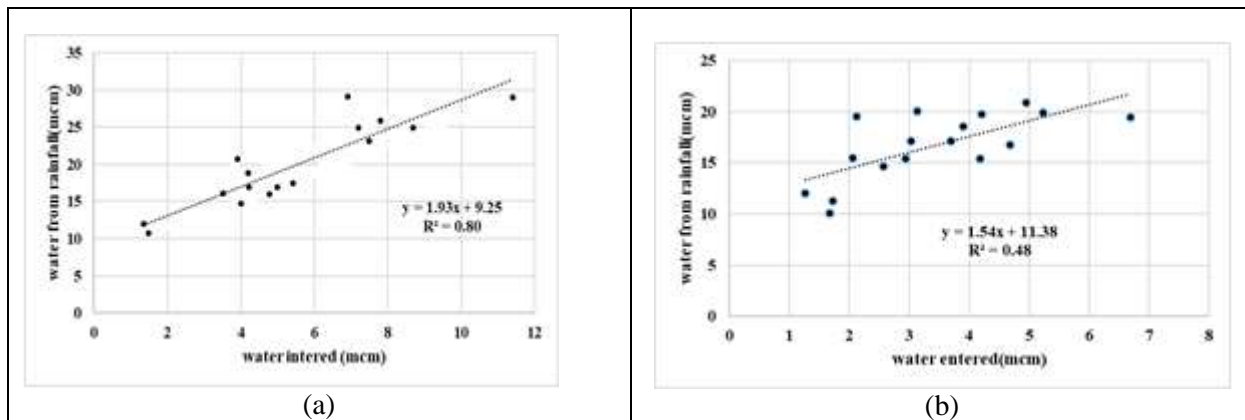 35
30
25
20
15
10
5
0
water from rainfall(mcm)
y = 1.93x + 9.25
R² = 0.80
0 2 4 6 8 10 12
water intered (mcm)
(a)
25
20
15
10
5
0
water from rainfall(mcm)
y = 1.54x + 11.38
R² = 0.48
0 1 2 3 4 5 6 7 8
water entered(mcm)
(b)